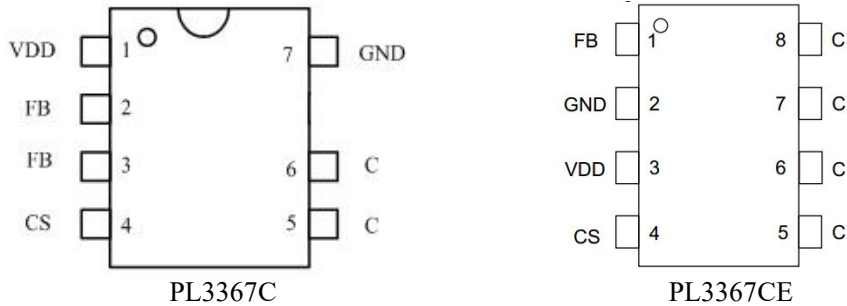 VDD 1 7 GND
FB 2
FB 3 6 C
CS 4 5 C
PL3367C
FB 1 8 C
GND 2 7 C
VDD 3 6 C
CS 4 5 C
PL3367CE